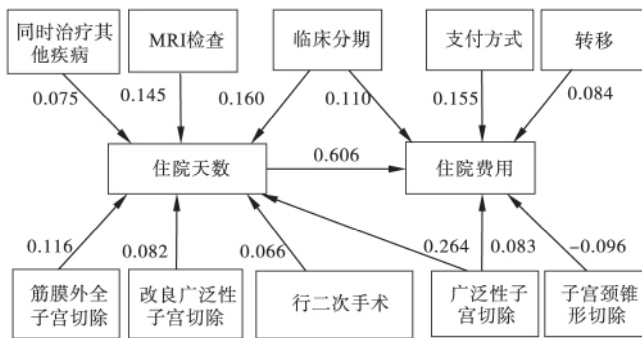 同时治疗其
他疾病
MRI检查
临床分期
支付方式
转移
0.075
0.145
0.160
0.110
0.155
0.084
住院天数
0.606
住院费用
0.116
0.082
0.066
0.264
0.083
-0.096
筋膜外全
子宫切除
改良广泛性
子宫切除
行二次手术
广泛性子
宫切除
子宫颈锥
形切除